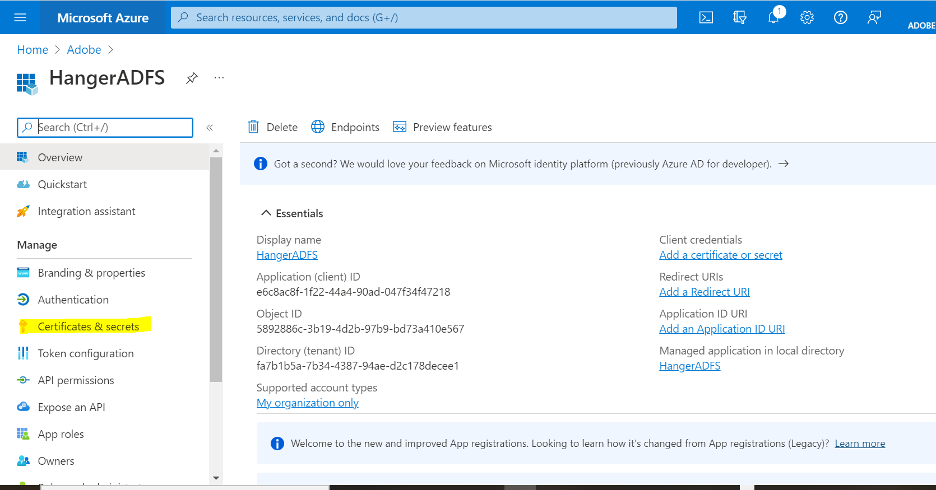 Microsoft Azure
Search resources, services, and docs (G+/)
1
ADOBE
Home > Adobe >
HangerADFS
Search (Ctrl+/)
«
Delete
Endpoints
Preview features
Got a second? We would love your feedback on Microsoft identity platform (previously Azure AD for developer). →
Overview
Quickstart
Integration assistant
Manage
Branding & properties
Authentication
Certificates & secrets
Token configuration
API permissions
Expose an API
App roles
Owners
Essentials
Display name
HangerADFS
Application (client) ID
e6c8ac8f-1f22-44a4-90ad-047f34f47218
Object ID
5892886c-3b19-4d2b-97b9-bd73a410e567
Directory (tenant) ID
fa7b1b5a-7b34-4387-94ae-d2c178decee1
Supported account types
My organization only
Client credentials
Add a certificate or secret
Redirect URIs
Add a Redirect URI
Application ID URI
Add an Application ID URI
Managed application in local directory
HangerADFS
Welcome to the new and improved App registrations. Looking to learn how it's changed from App registrations (Legacy)? Learn more